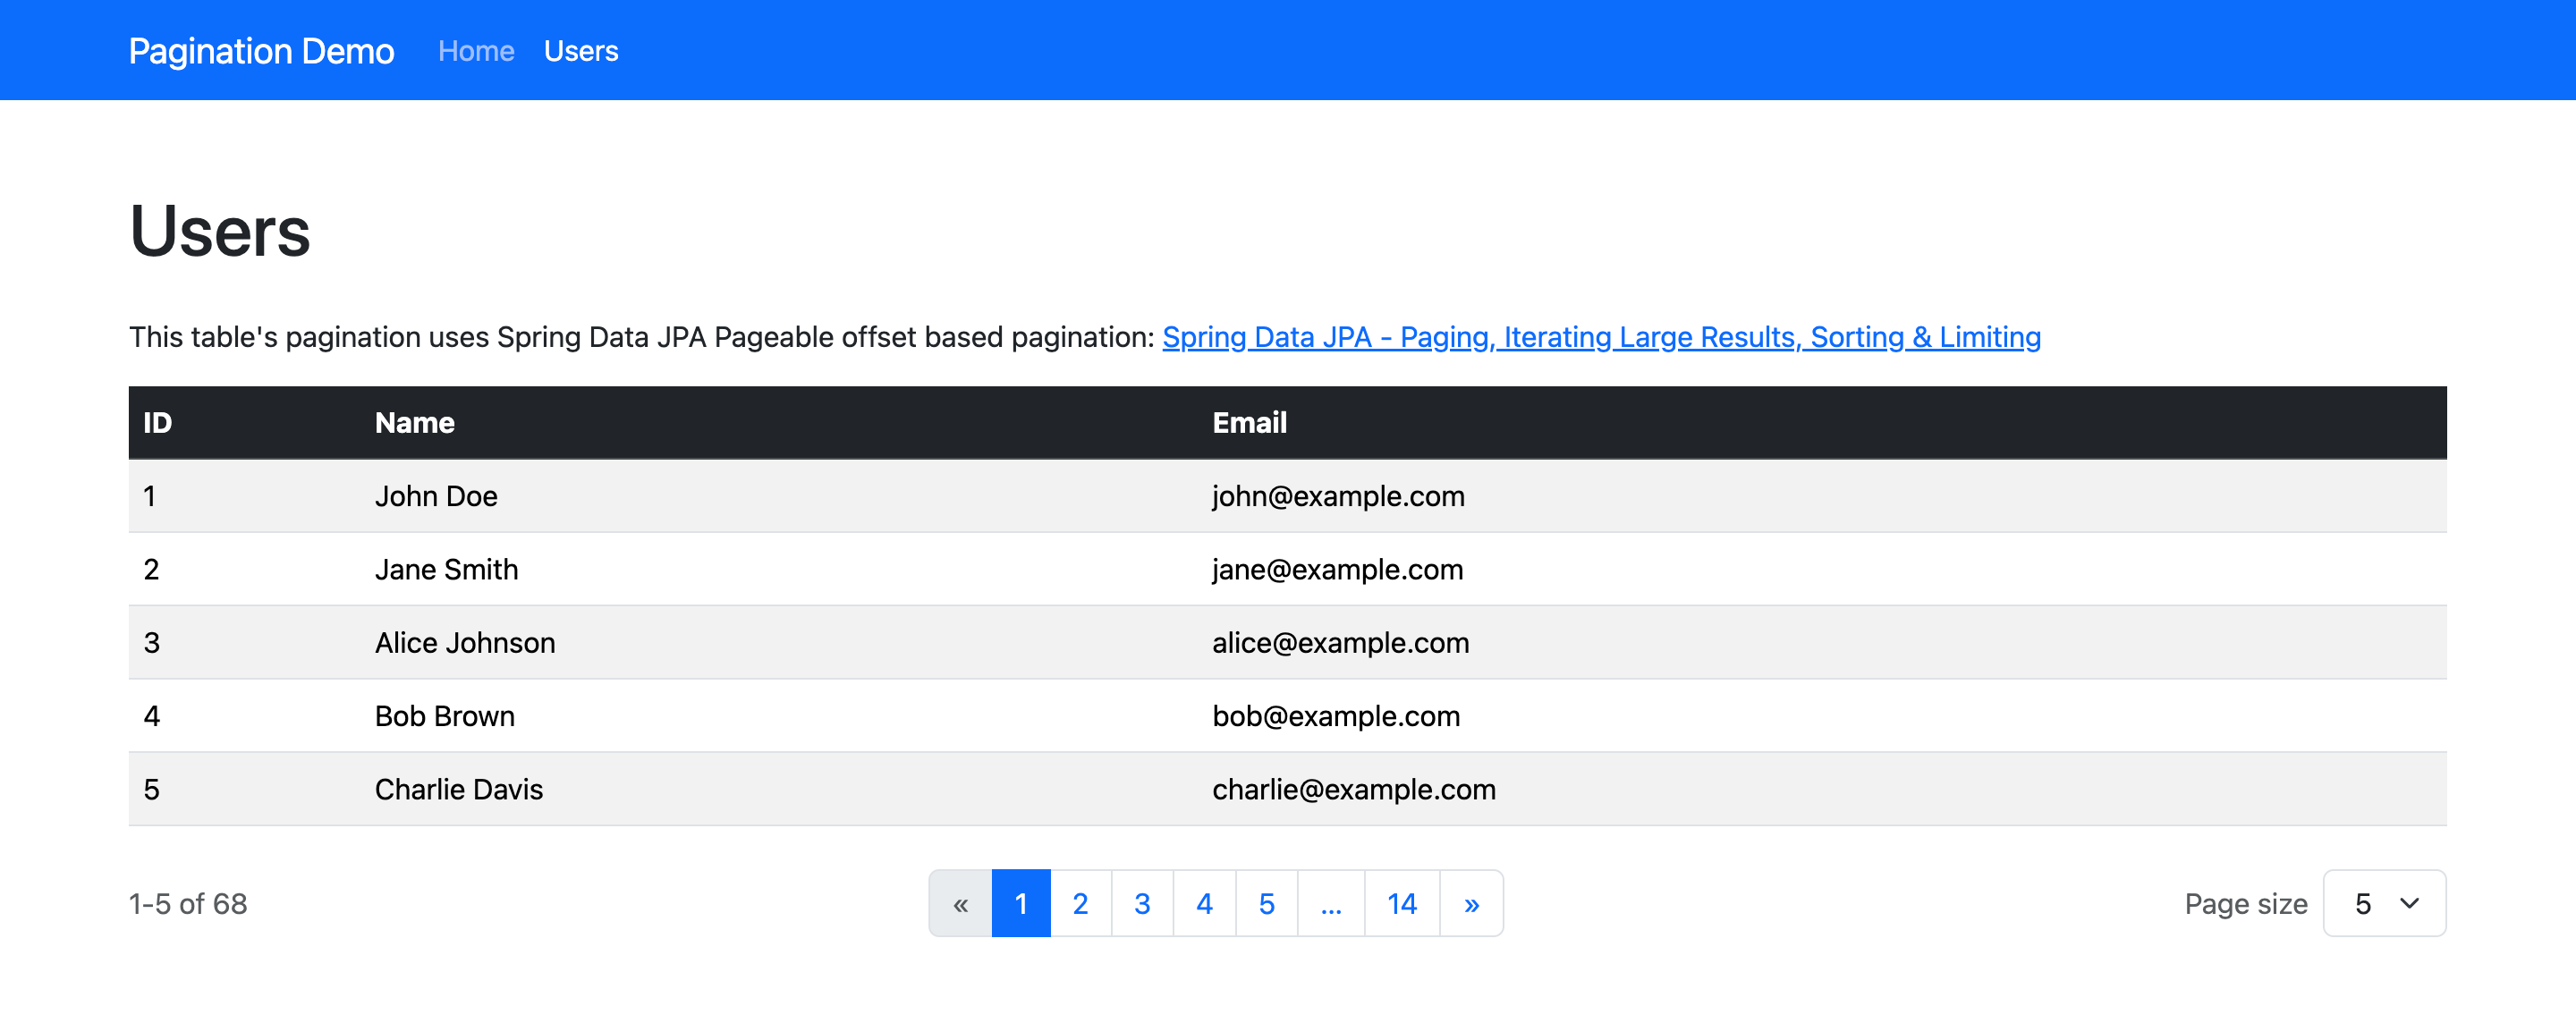 Pagination Demo Home Users
Users
This table's pagination uses Spring Data JPA Pageable offset based pagination: Spring Data JPA - Paging, Iterating Large Results, Sorting & Limiting
ID Name Email
1 John Doe john@example.com
2 Jane Smith jane@example.com
3 Alice Johnson alice@example.com
4 Bob Brown bob@example.com
5 Charlie Davis charlie@example.com
1-5 of 68 « 1 2 3 4 5 ... 14 » Page size 5